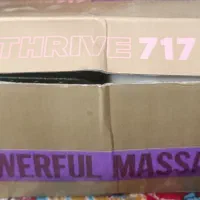 THRIVE 717
NERFUL MASSA